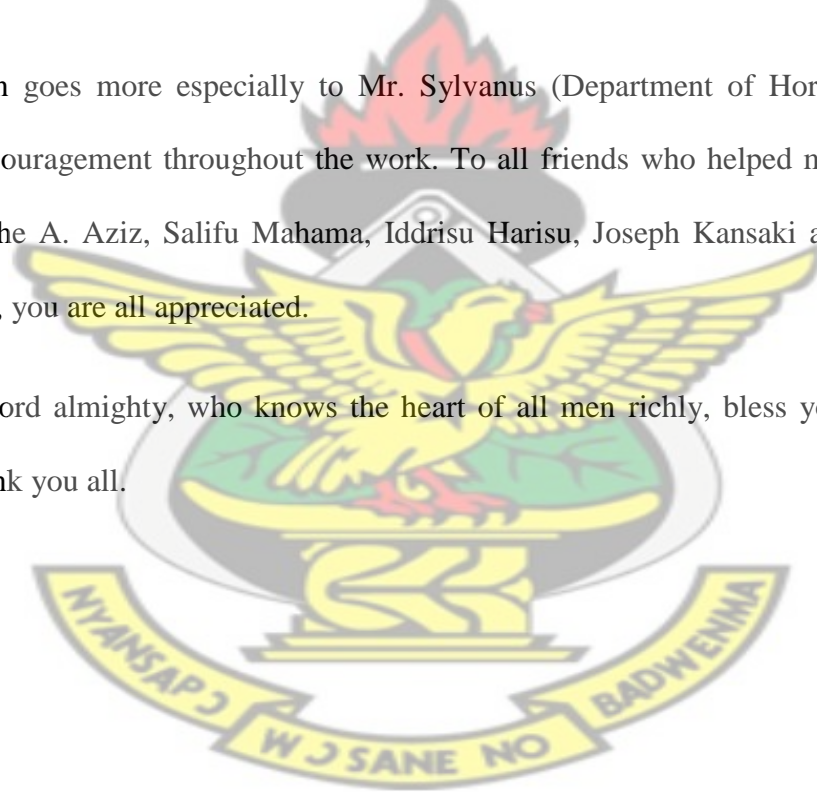 n goes more especially to Mr. Sylvanus (Department of Hor
ouragement throughout the work. To all friends who helped m
he A. Aziz, Salifu Mahama, Iddrisu Harisu, Joseph Kansaki a
, you are all appreciated.
ord almighty, who knows the heart of all men richly, bless yo
nk you all.
NYANSAPƆ
WƆSANE NO
BADWENMA